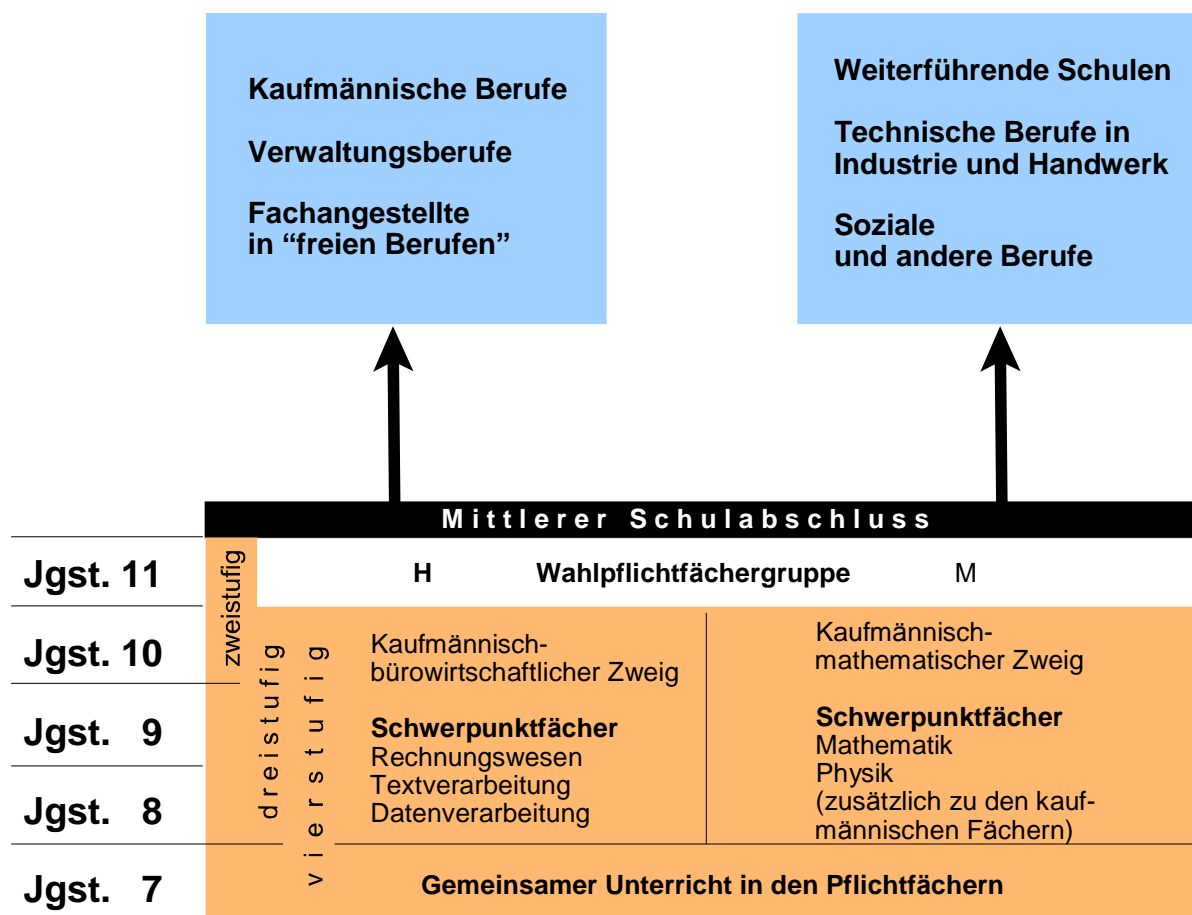 Kaufmännische Berufe
Verwaltungsberufe
Fachangestellte
in “freien Berufen”
Weiterführende Schulen
Technische Berufe in
Industrie und Handwerk
Soziale
und andere Berufe
Mittlerer Schulabschluss
Jgst. 11
zweistufig
H Wahlpflichtfächergruppe M
Jgst. 10
Jgst. 9
Jgst. 8
dreistufig
vierstufig
Kaufmännisch-
bürowirtschaftlicher Zweig
Schwerpunktfächer
Rechnungswesen
Textverarbeitung
Datenverarbeitung
Kaufmännisch-
mathematischer Zweig
Schwerpunktfächer
Mathematik
Physik
(zusätzlich zu den kauf-
männischen Fächern)
Jgst. 7
Gemeinsamer Unterricht in den Pflichtfächern